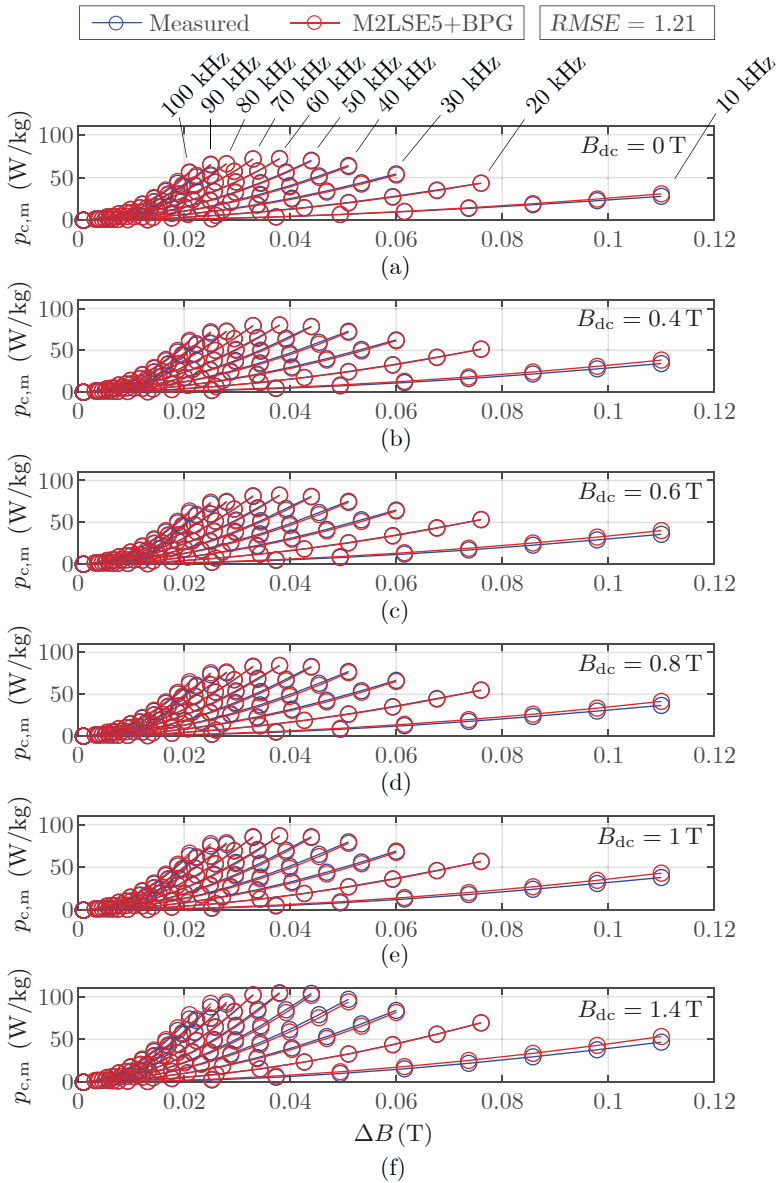 Measured M2LSE5+BPG RMSE = 1.21
100 kHz 90 kHz 80 kHz 70 kHz 60 kHz 50 kHz 40 kHz 30 kHz 20 kHz 10 kHz
100
50
0
p_c,m (W/kg)
B_dc = 0 T
0 0.02 0.04 0.06 0.08 0.1 0.12
(a)
100
50
0
p_c,m (W/kg)
B_dc = 0.4 T
0 0.02 0.04 0.06 0.08 0.1 0.12
(b)
100
50
0
p_c,m (W/kg)
B_dc = 0.6 T
0 0.02 0.04 0.06 0.08 0.1 0.12
(c)
100
50
0
p_c,m (W/kg)
B_dc = 0.8 T
0 0.02 0.04 0.06 0.08 0.1 0.12
(d)
100
50
0
p_c,m (W/kg)
B_dc = 1 T
0 0.02 0.04 0.06 0.08 0.1 0.12
(e)
100
50
0
p_c,m (W/kg)
B_dc = 1.4 T
0 0.02 0.04 0.06 0.08 0.1 0.12
ΔB (T)
(f)